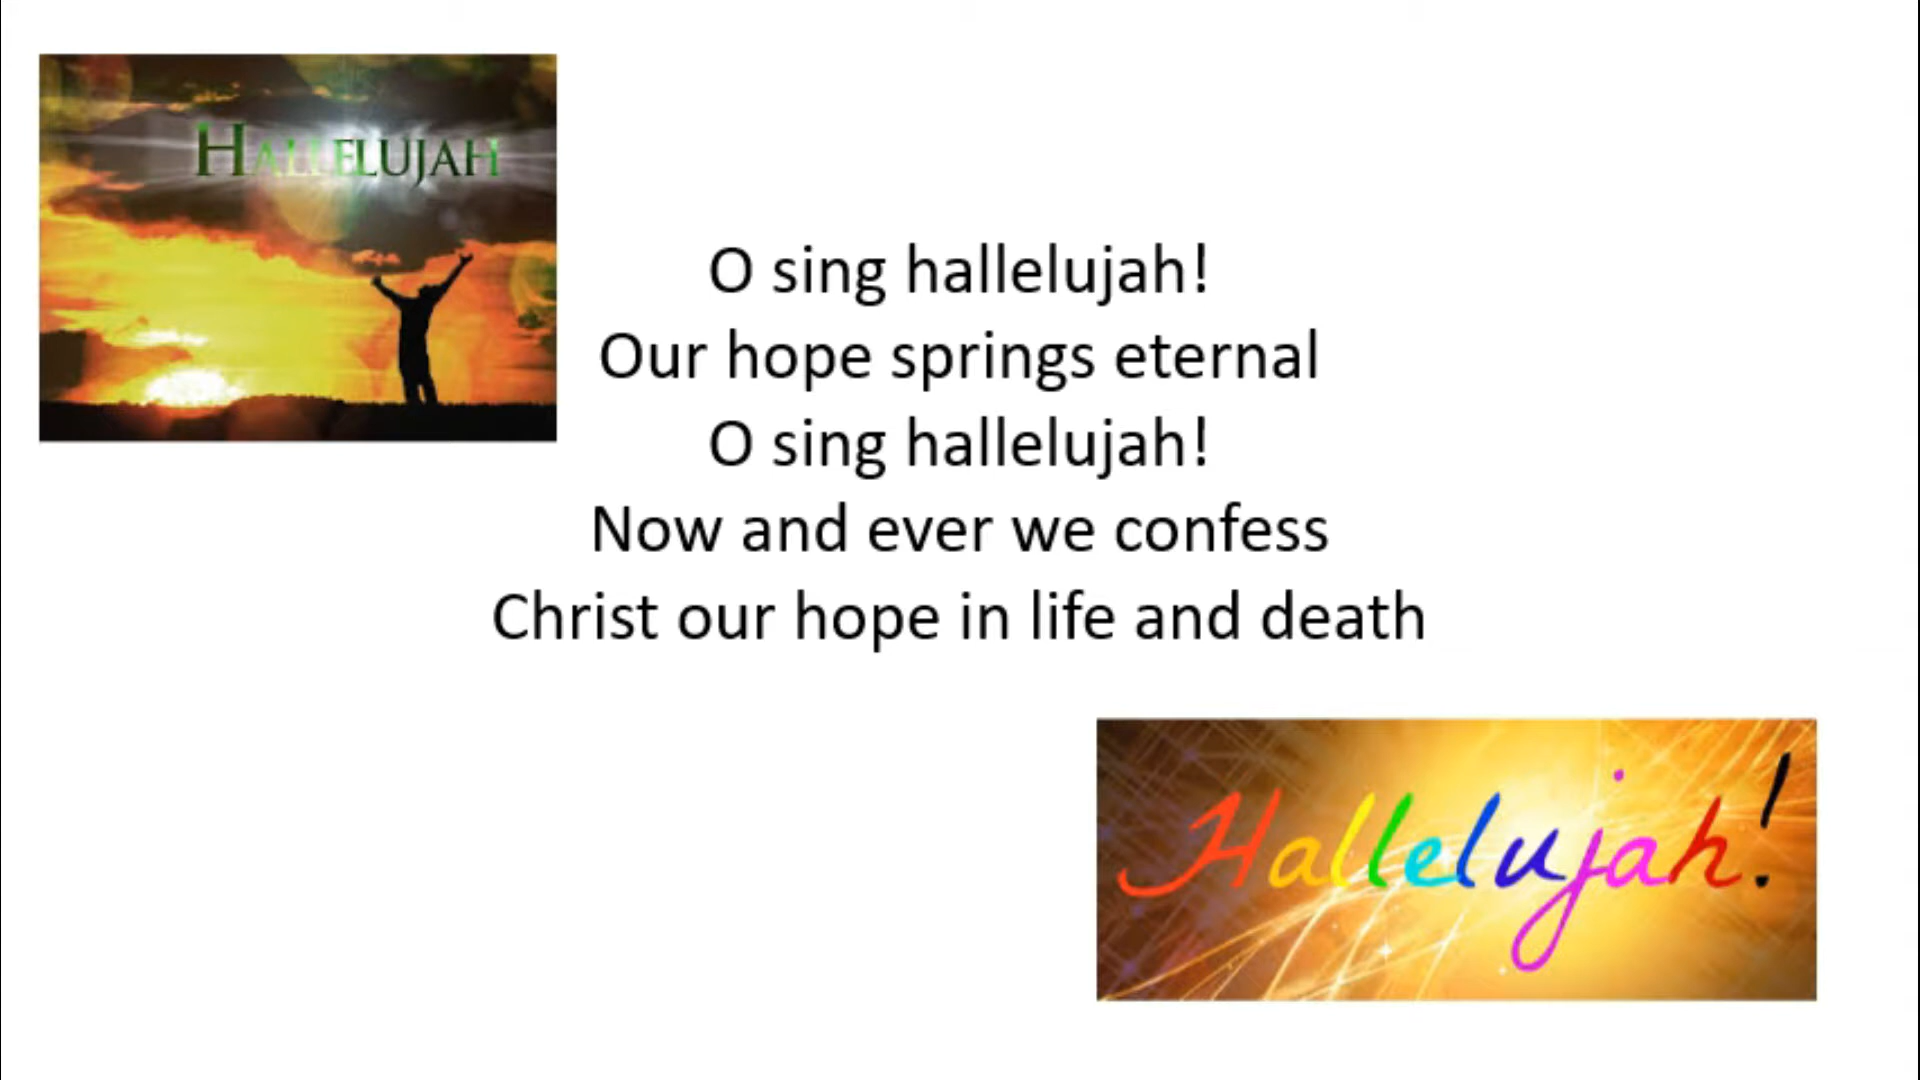 HALLELUJAH
O sing hallelujah!
Our hope springs eternal
O sing hallelujah!
Now and ever we confess
Christ our hope in life and death
Hallelujah!